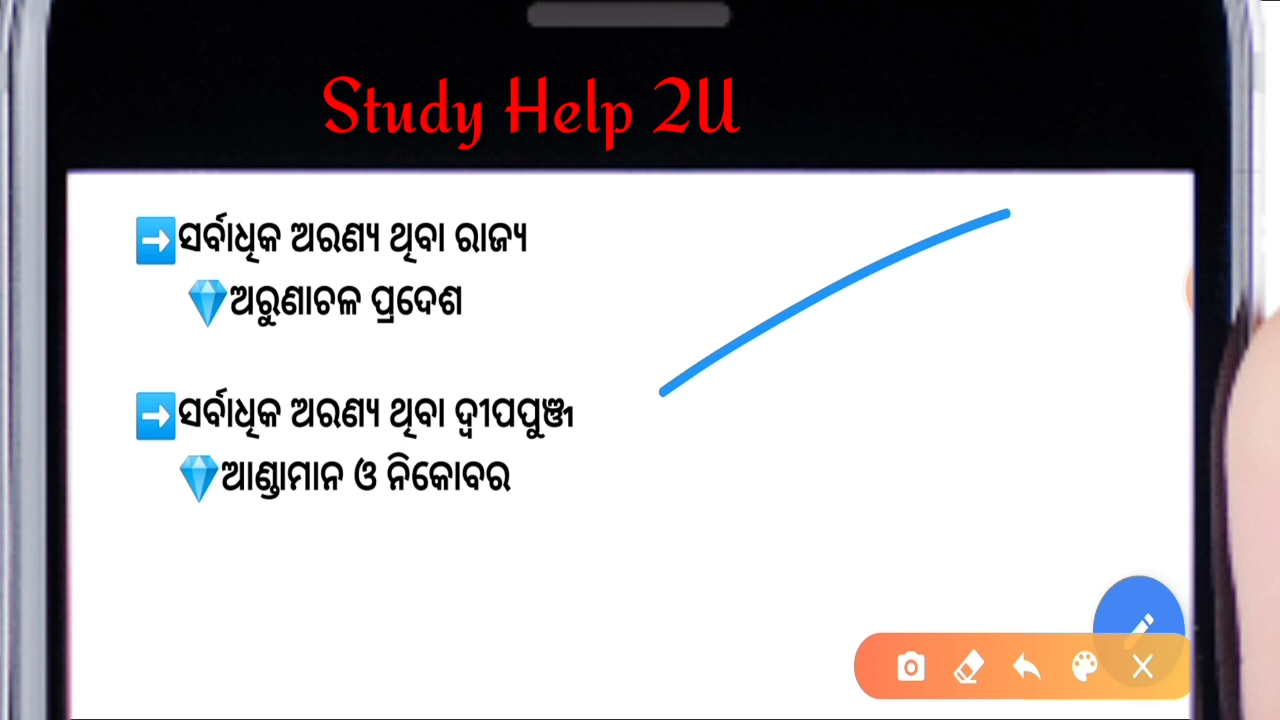 Study Help 2U
➡️ସର୍ବାଧିକ ଅରଣ୍ୟ ଥିବା ରାଜ୍ୟ
💎ଅରୁଣାଚଳ ପ୍ରଦେଶ
➡️ସର୍ବାଧିକ ଅରଣ୍ୟ ଥିବା ଦ୍ୱୀପପୁଞ୍ଜ
💎ଆଣ୍ଡାମାନ ଓ ନିକୋବର